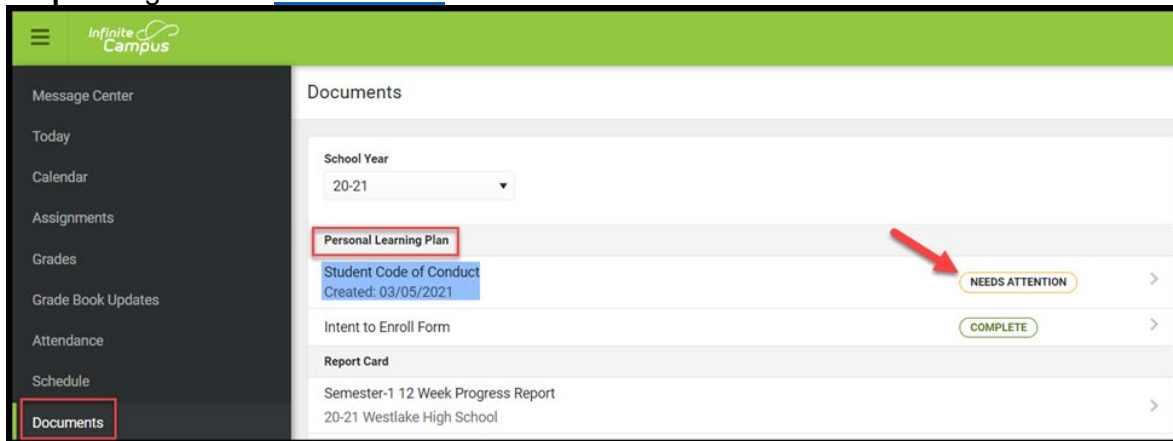 Infinite
Campus
Message Center
Today
Calendar
Assignments
Grades
Grade Book Updates
Attendance
Schedule
Documents
Documents
School Year
20-21
Personal Learning Plan
Student Code of Conduct
Created: 03/05/2021
NEEDS ATTENTION
Intent to Enroll Form
COMPLETE
Report Card
Semester-1 12 Week Progress Report
20-21 Westlake High School